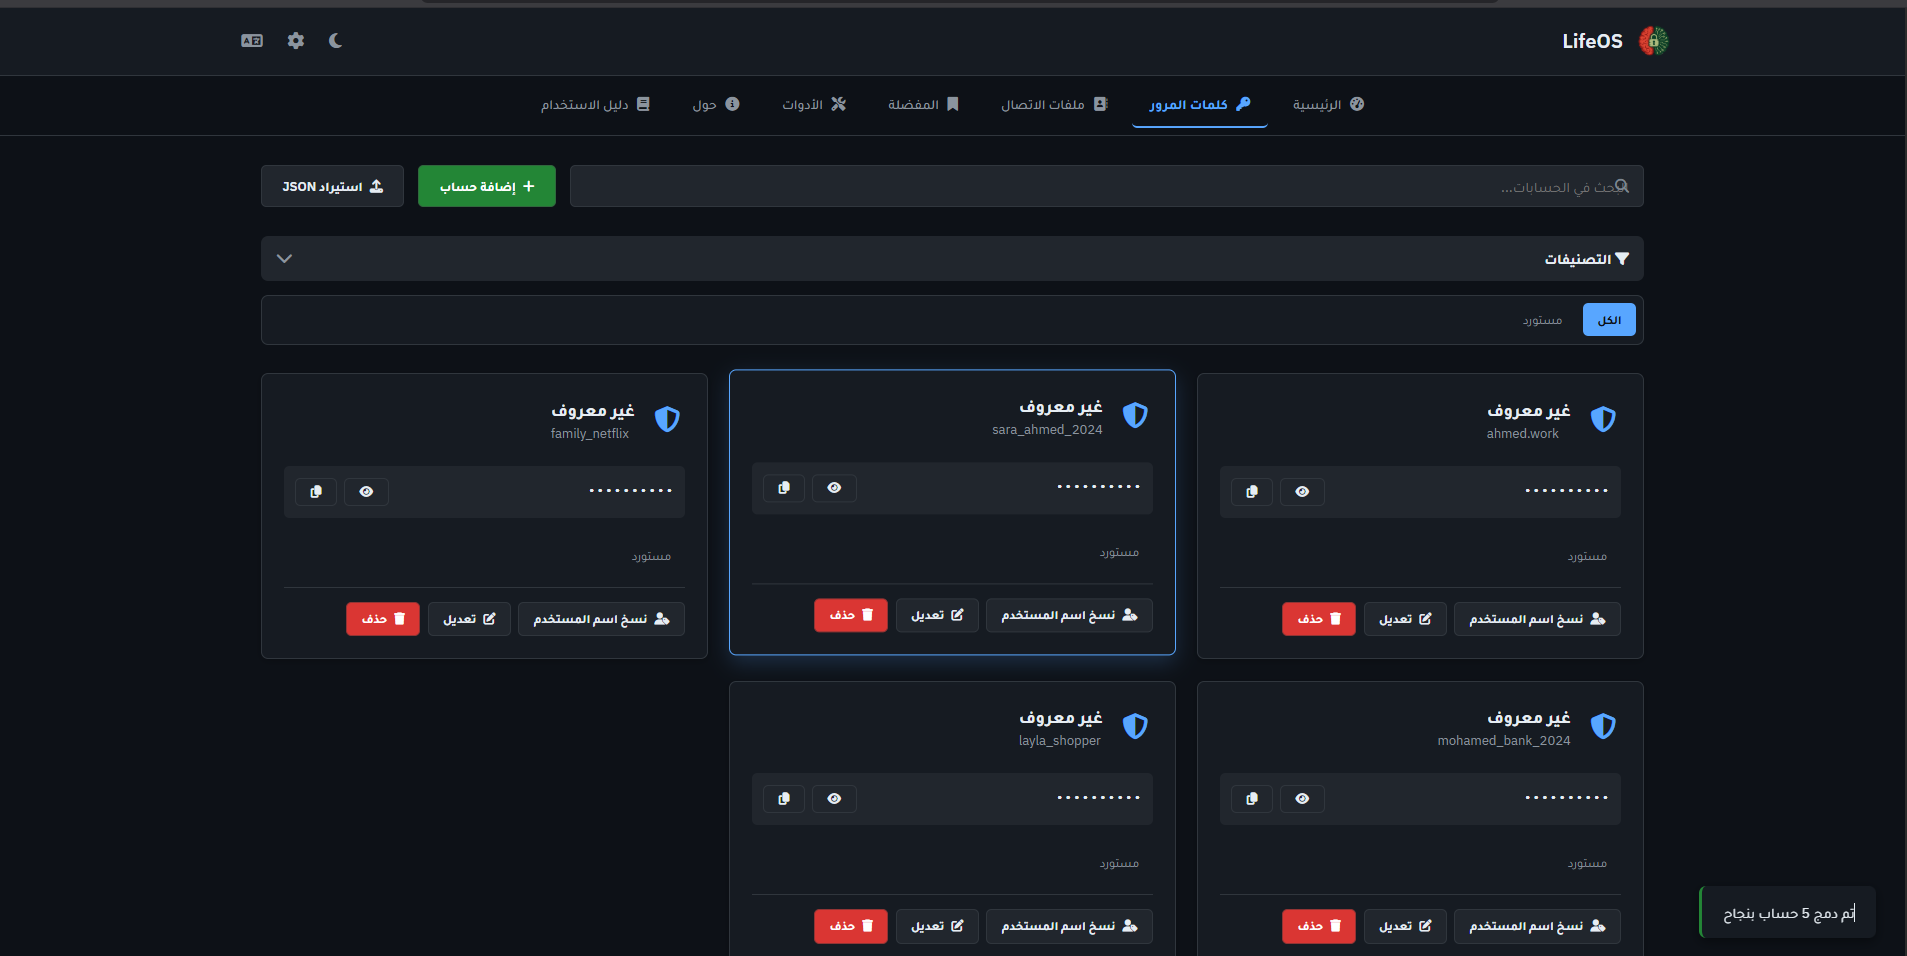 LifeOS
الرئيسية
كلمات المرور
ملفات الاتصال
المفضلة
الأدوات
حول
دليل الاستخدام
ابحث في الحسابات...
إضافة حساب
استيراد JSON
التصنيفات
الكل
مستورد
غير معروف
ahmed.work
••••••••••
مستورد
نسخ اسم المستخدم
تعديل
حذف
غير معروف
sara_ahmed_2024
••••••••••
مستورد
نسخ اسم المستخدم
تعديل
حذف
غير معروف
family_netflix
••••••••••
مستورد
نسخ اسم المستخدم
تعديل
حذف
غير معروف
mohamed_bank_2024
••••••••••
مستورد
نسخ اسم المستخدم
تعديل
حذف
غير معروف
layla_shopper
••••••••••
مستورد
نسخ اسم المستخدم
تعديل
حذف
تم دمج 5 حساب بنجاح